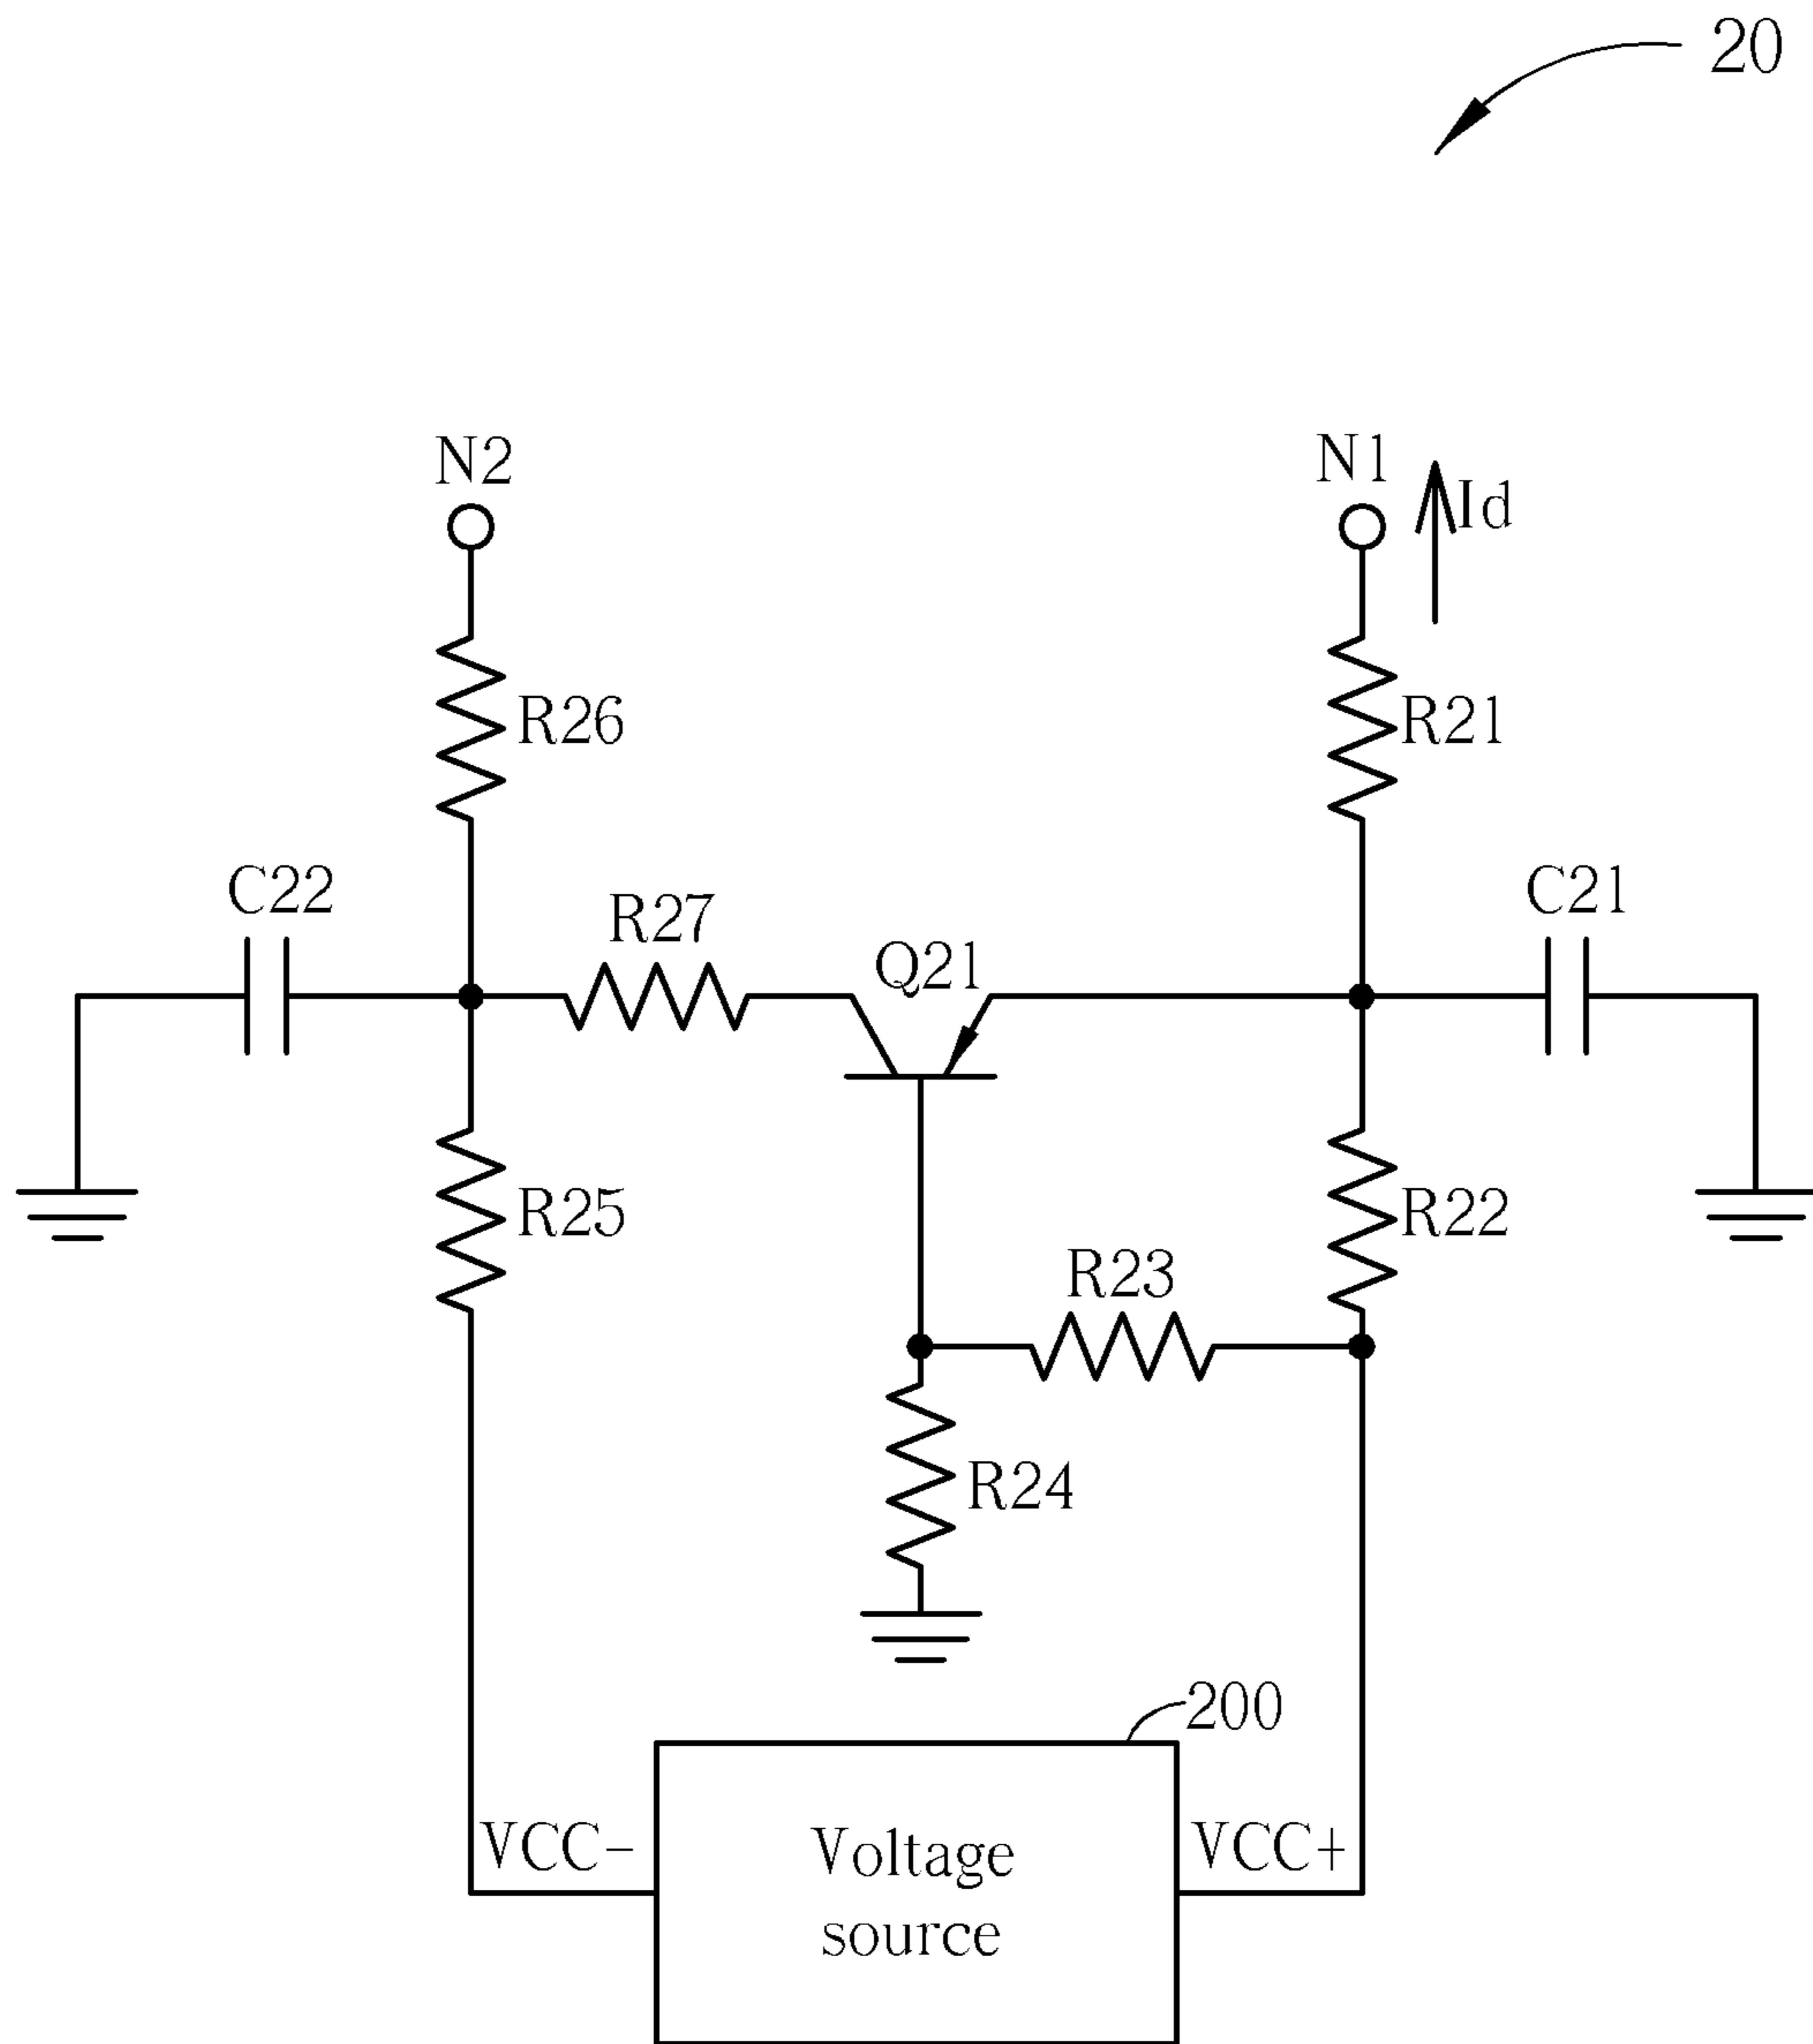 20
N2
N1
Id
R26
R21
C22
R27
Q21
C21
R25
R22
R23
R24
200
VCC-
Voltage
source
VCC+